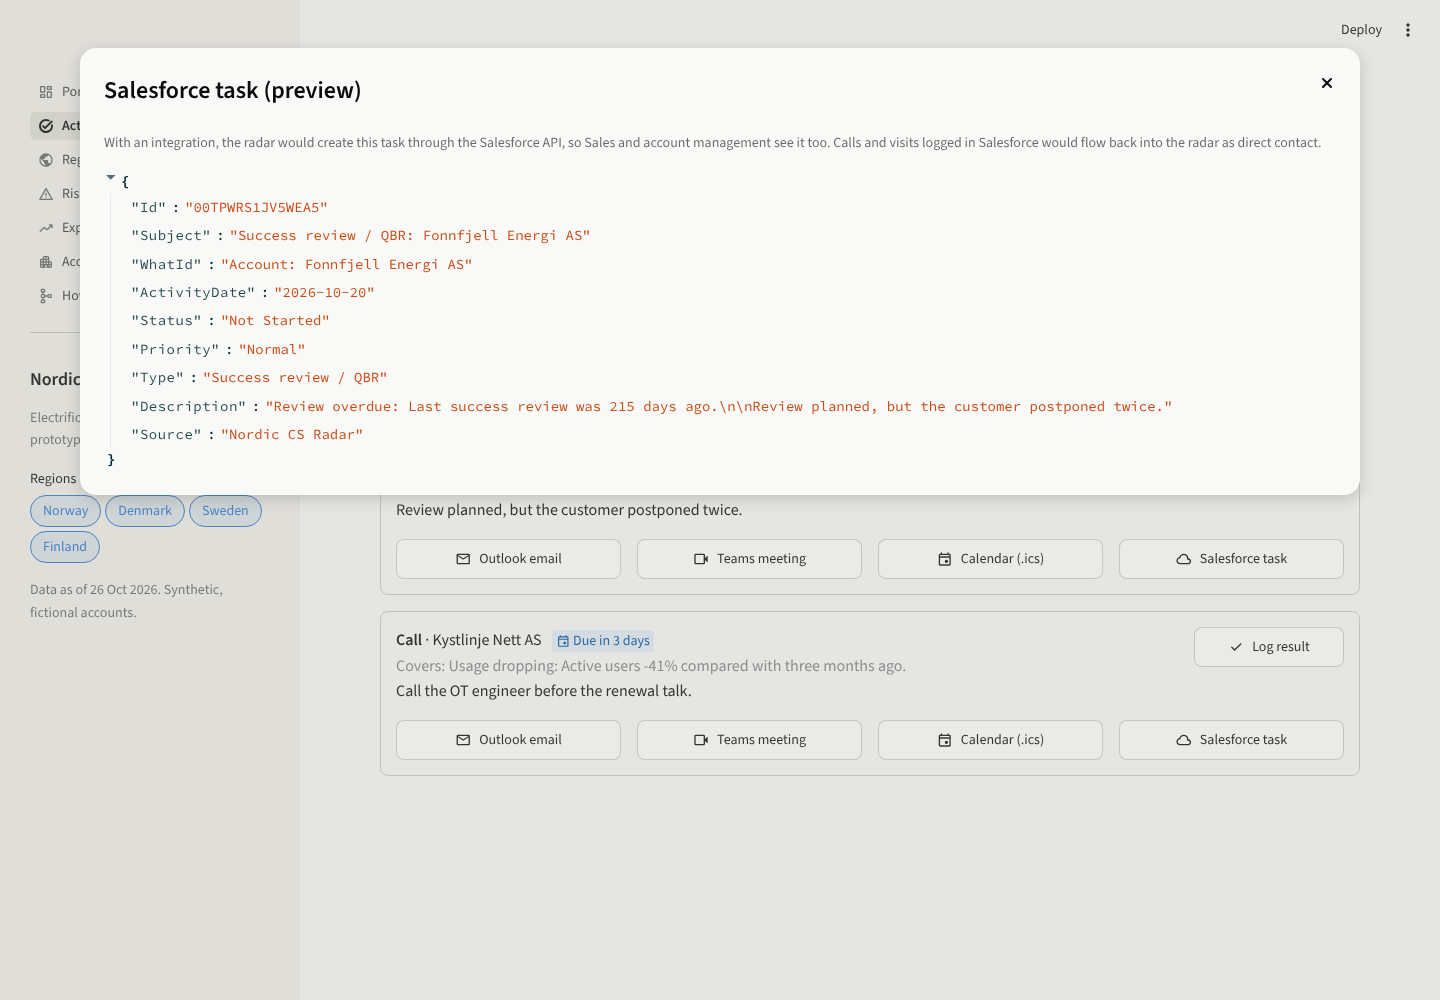 Deploy
Salesforce task (preview)
With an integration, the radar would create this task through the Salesforce API, so Sales and account management see it too. Calls and visits logged in Salesforce would flow back into the radar as direct contact.
{
"Id" : "00TPWRS1JV5WEA5"
"Subject" : "Success review / QBR: Fonnfjell Energi AS"
"WhatId" : "Account: Fonnfjell Energi AS"
"ActivityDate" : "2026-10-20"
"Status" : "Not Started"
"Priority" : "Normal"
"Type" : "Success review / QBR"
"Description" : "Review overdue: Last success review was 215 days ago.\n\nReview planned, but the customer postponed twice."
"Source" : "Nordic CS Radar"
}
Nordic
Regions
Norway
Denmark
Sweden
Finland
Data as of 26 Oct 2026. Synthetic,
fictional accounts.
Review planned, but the customer postponed twice.
Outlook email
Teams meeting
Calendar (.ics)
Salesforce task
Call · Kystlinje Nett AS
Due in 3 days
Log result
Covers: Usage dropping: Active users -41% compared with three months ago.
Call the OT engineer before the renewal talk.
Outlook email
Teams meeting
Calendar (.ics)
Salesforce task